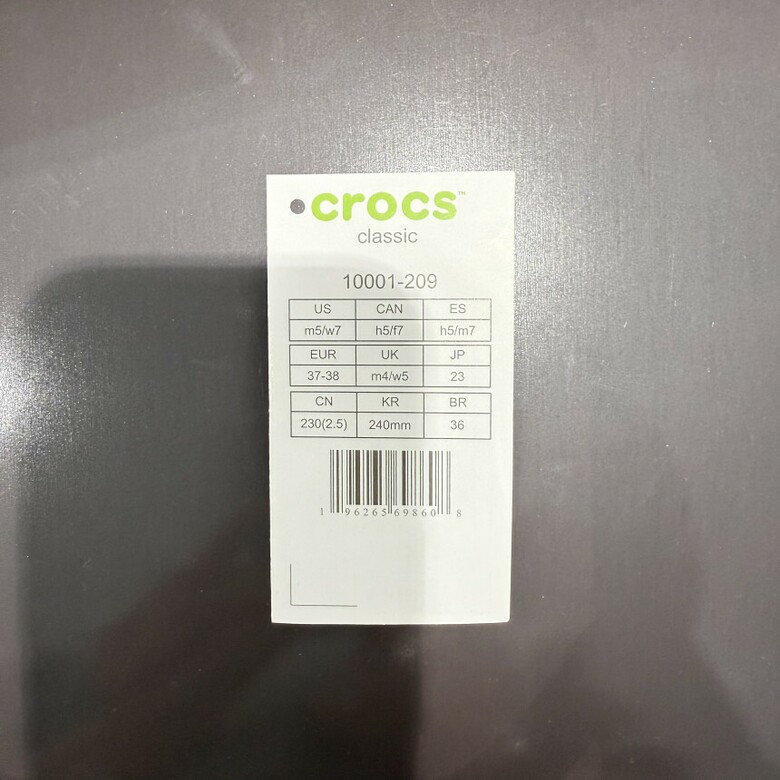 crocs™
classic
10001-209
US CAN ES
m5/w7 h5/f7 h5/m7
EUR UK JP
37-38 m4/w5 23
CN KR BR
230(2.5) 240mm 36
1 96265 69860 8